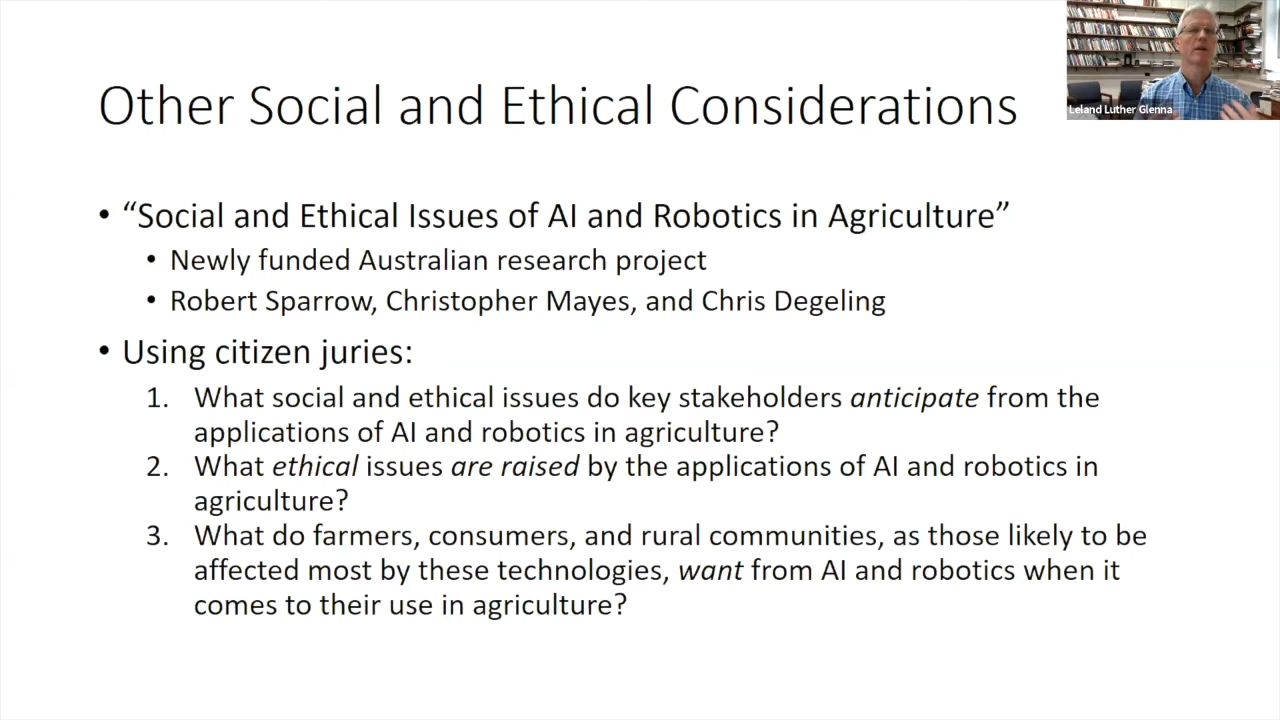 Other Social and Ethical Considerations
Leland Luther Glenna
• “Social and Ethical Issues of AI and Robotics in Agriculture”
• Newly funded Australian research project
• Robert Sparrow, Christopher Mayes, and Chris Degeling
• Using citizen juries:
1. What social and ethical issues do key stakeholders anticipate from the
applications of AI and robotics in agriculture?
2. What ethical issues are raised by the applications of AI and robotics in
agriculture?
3. What do farmers, consumers, and rural communities, as those likely to be
affected most by these technologies, want from AI and robotics when it
comes to their use in agriculture?